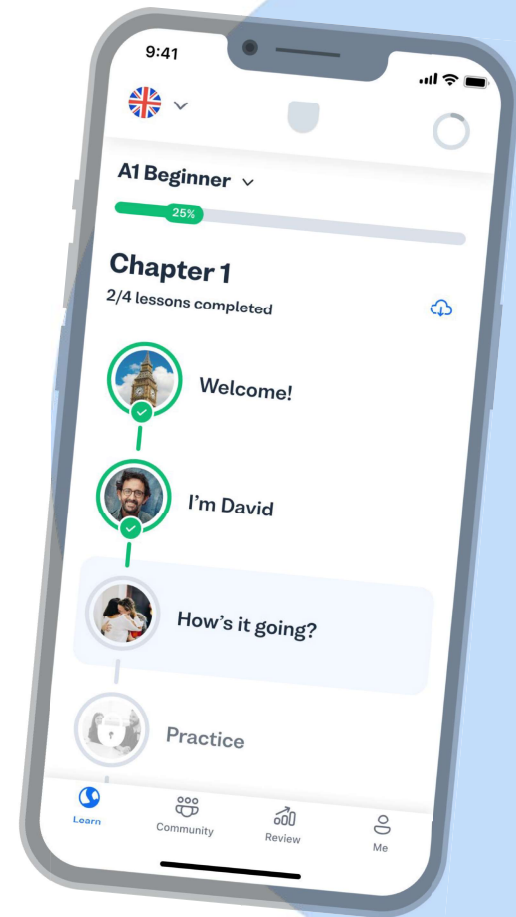 9:41
A1 Beginner
25%
Chapter 1
2/4 lessons completed
Welcome!
I'm David
How's it going?
Practice
Learn
Community
Review
Me